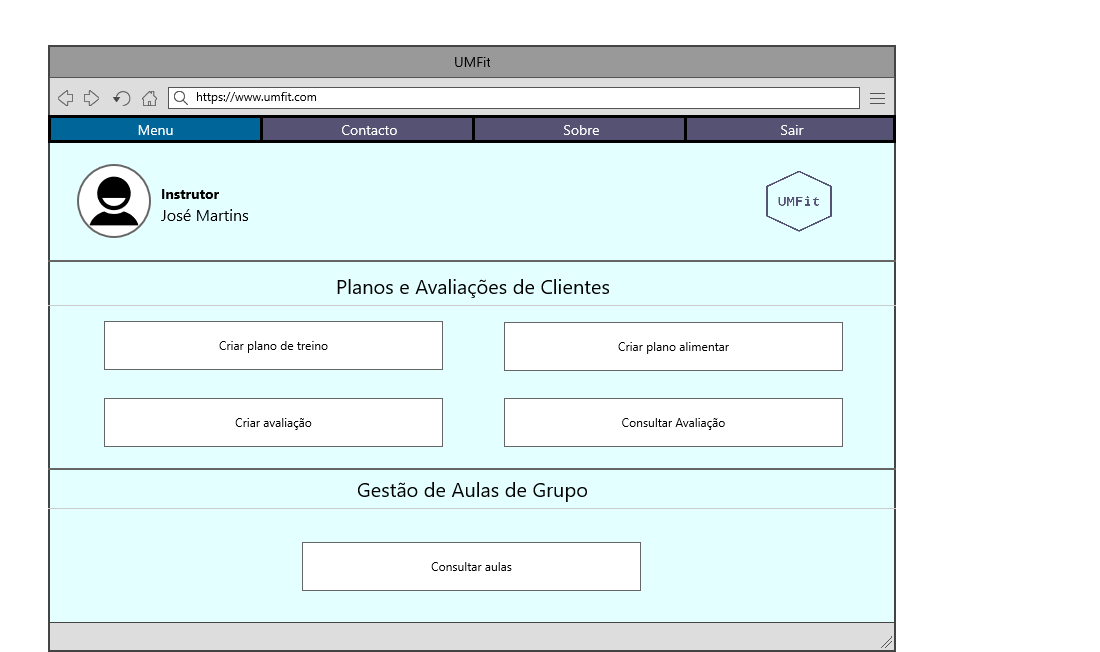 UMFit
https://www.umfit.com
Menu
Contacto
Sobre
Sair
Instrutor
José Martins
UMFit
Planos e Avaliações de Clientes
Criar plano de treino
Criar plano alimentar
Criar avaliação
Consultar Avaliação
Gestão de Aulas de Grupo
Consultar aulas